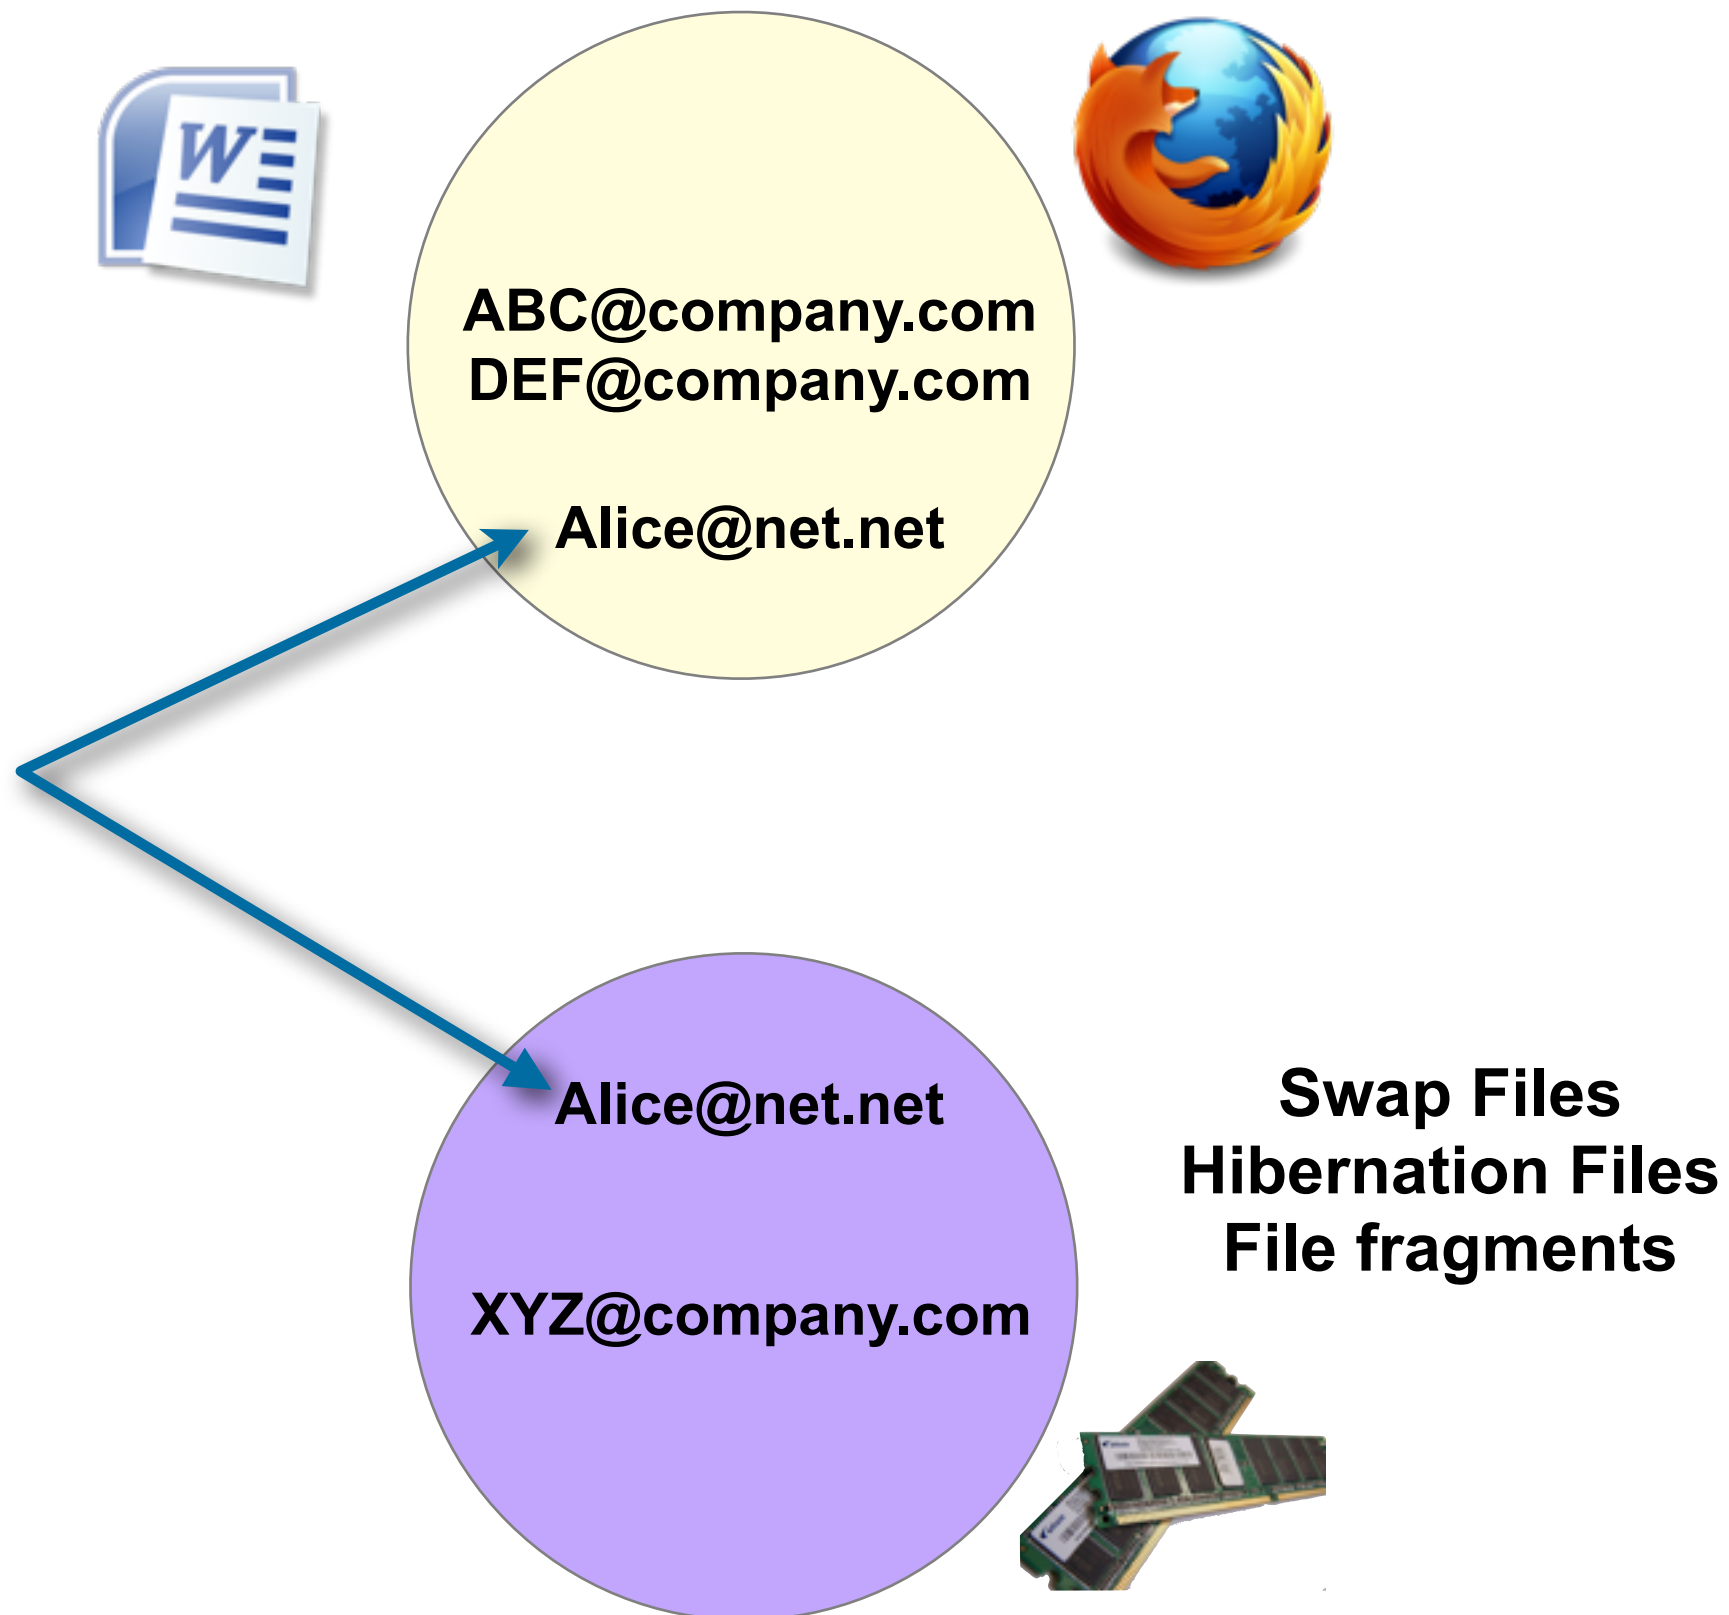 W
ABC@company.com
DEF@company.com
Alice@net.net
Alice@net.net
XYZ@company.com
Swap Files
Hibernation Files
File fragments